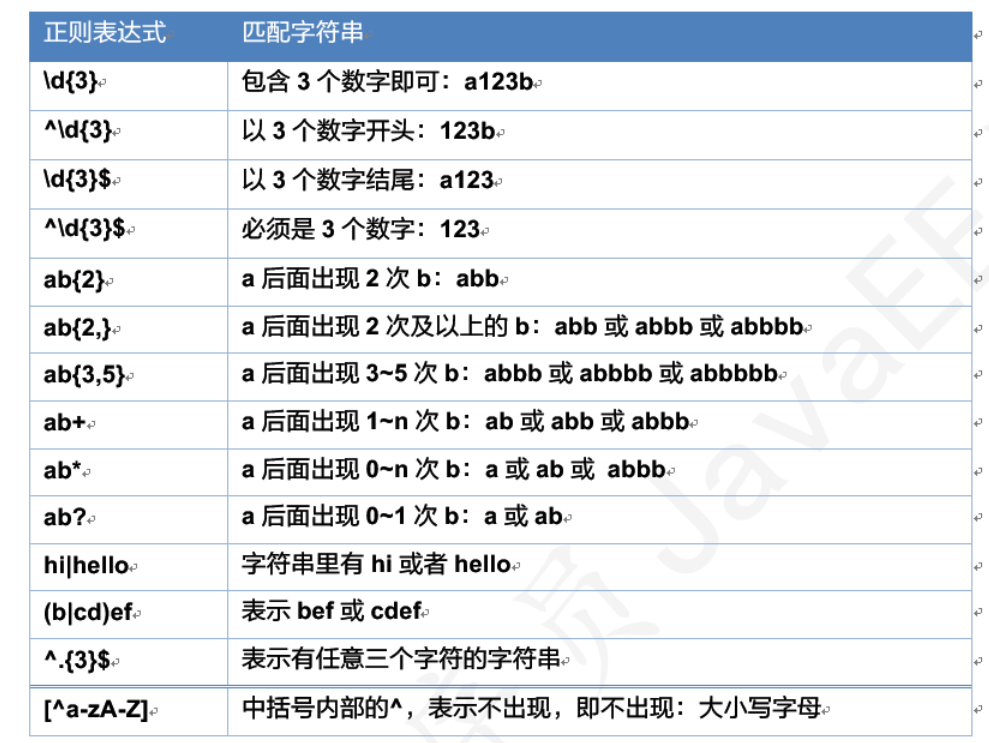 正则表达式 匹配字符串
\d{3} 包含 3 个数字即可：a123b
^\d{3} 以 3 个数字开头：123b
\d{3}$ 以 3 个数字结尾：a123
^\d{3}$ 必须是 3 个数字：123
ab{2} a 后面出现 2 次 b：abb
ab{2,} a 后面出现 2 次及以上的 b：abb 或 abbb 或 abbbb
ab{3,5} a 后面出现 3~5 次 b：abbb 或 abbbb 或 abbbbb
ab+ a 后面出现 1~n 次 b：ab 或 abb 或 abbb
ab* a 后面出现 0~n 次 b：a 或 ab 或 abbb
ab? a 后面出现 0~1 次 b：a 或 ab
hi|hello 字符串里有 hi 或者 hello
(b|cd)ef 表示 bef 或 cdef
^.{3}$ 表示有任意三个字符的字符串
[^a-zA-Z] 中括号内部的^，表示不出现，即不出现：大小写字母
员 JavaEE